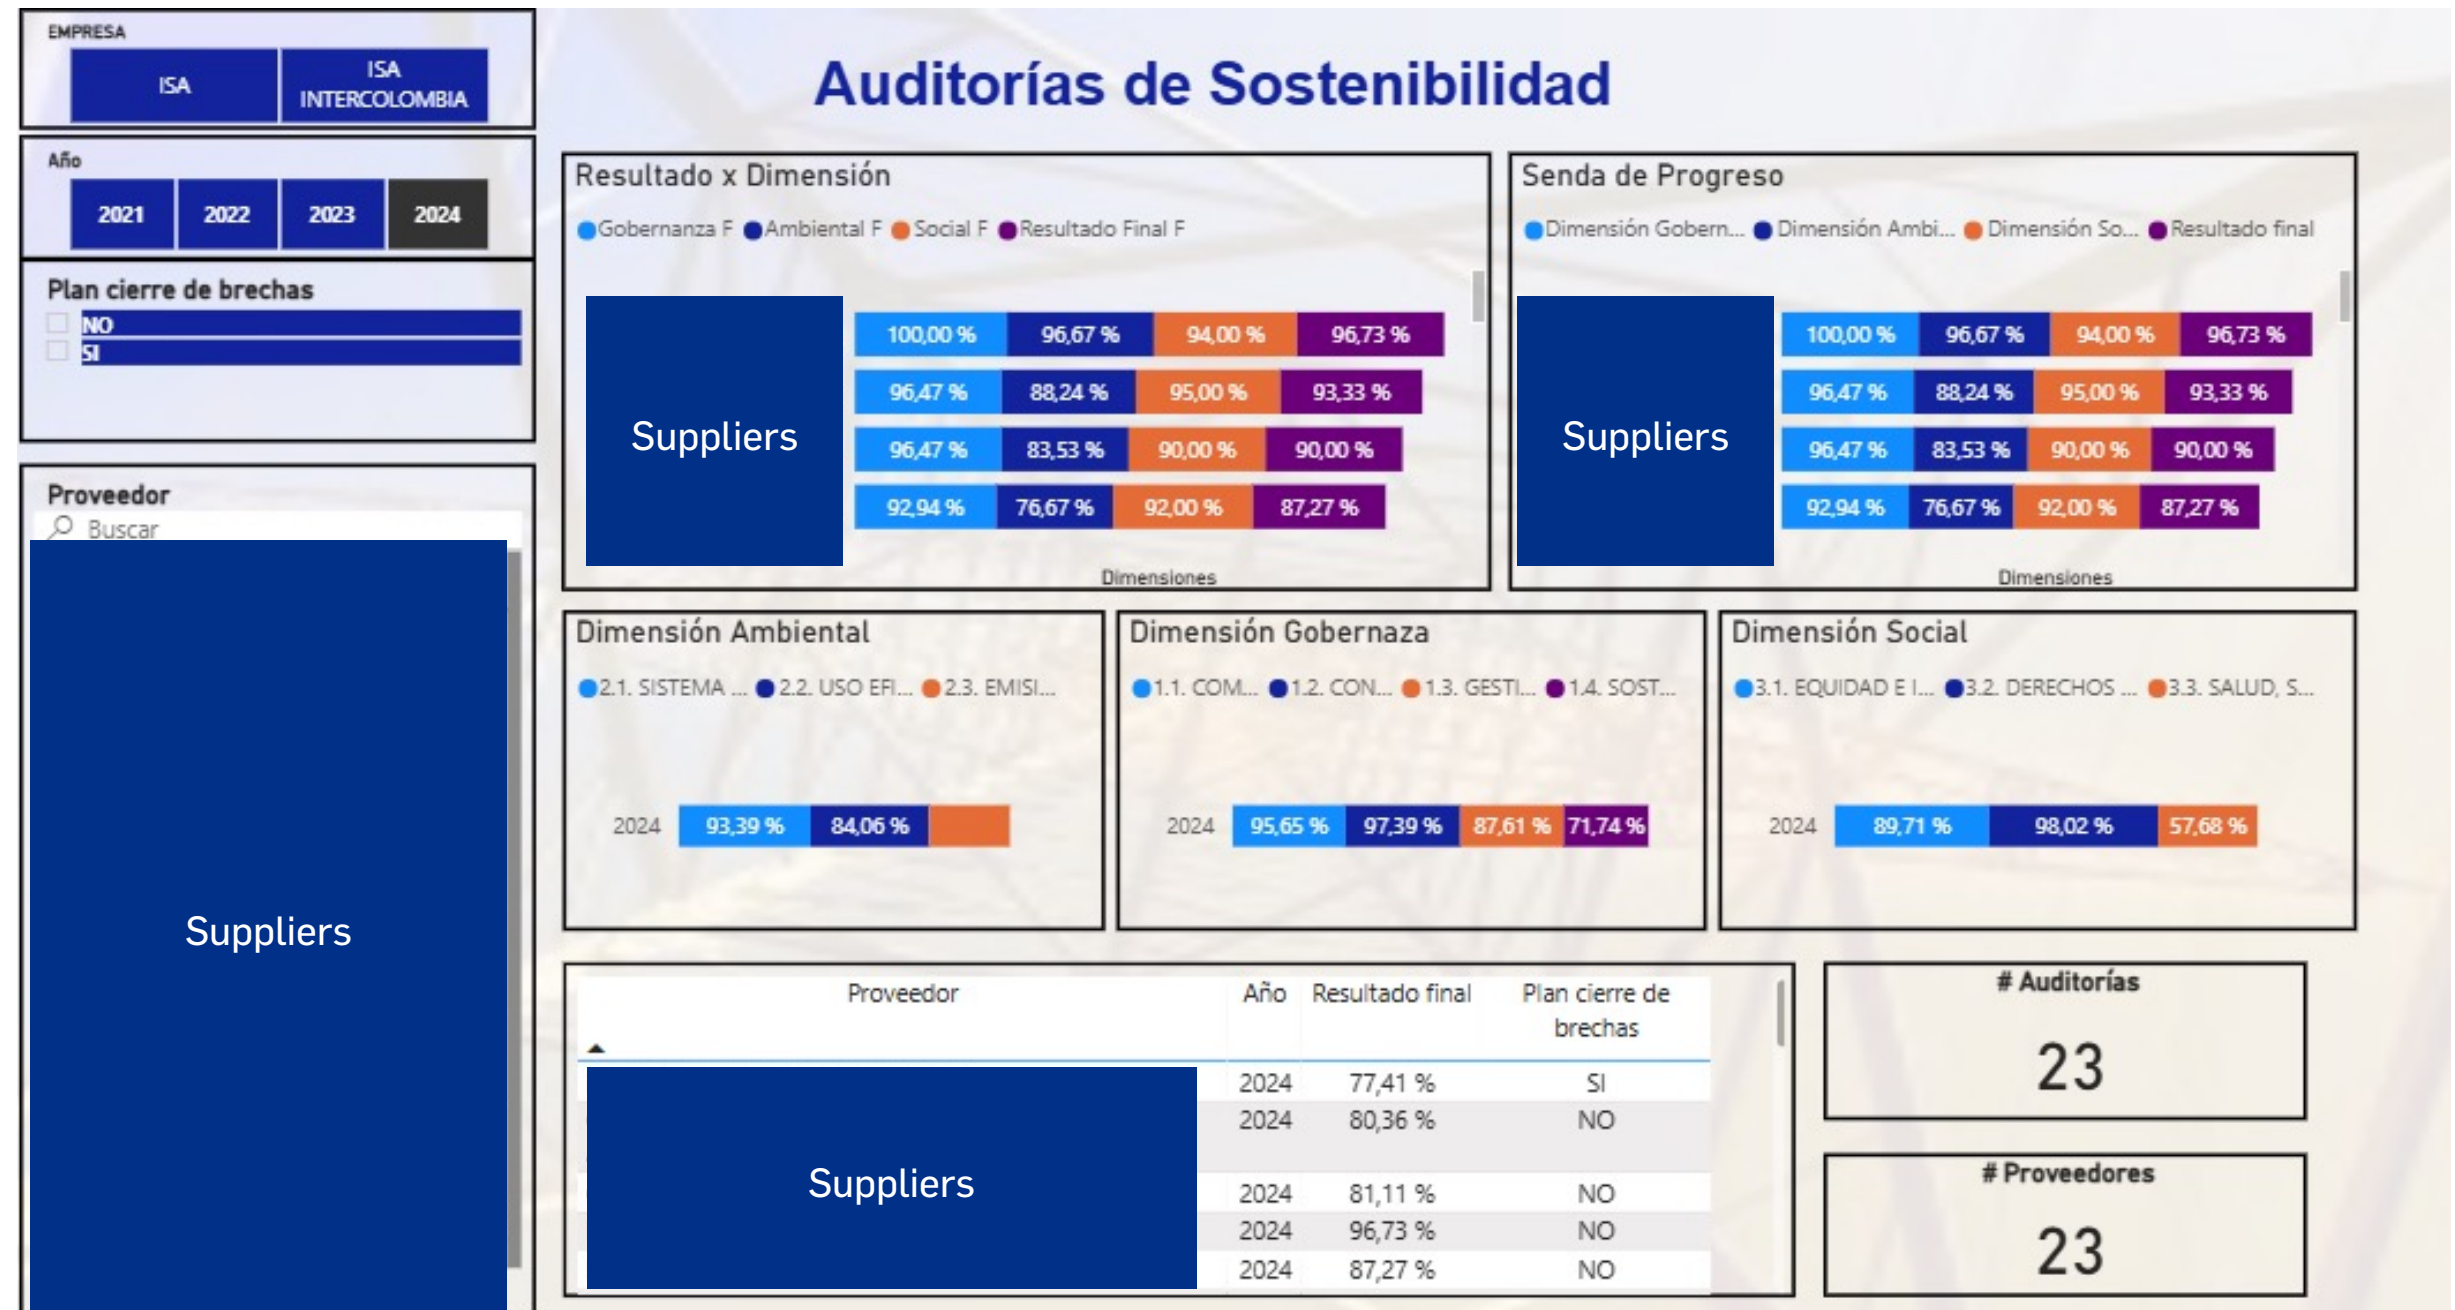 EMPRESA
ISA
ISA
INTERCOLOMBIA
Año
2021 2022 2023 2024
Plan cierre de brechas
NO
SI
Proveedor
Buscar
Suppliers
Auditorías de Sostenibilidad
Resultado x Dimensión
Gobernanza F Ambiental F Social F Resultado Final F
Suppliers
100,00 % 96,67 % 94,00 % 96,73 %
96,47 % 88,24 % 95,00 % 93,33 %
96,47 % 83,53 % 90,00 % 90,00 %
92,94 % 76,67 % 92,00 % 87,27 %
Dimensiones
Senda de Progreso
Dimensión Gobern... Dimensión Ambi... Dimensión So... Resultado final
Suppliers
100,00 % 96,67 % 94,00 % 96,73 %
96,47 % 88,24 % 95,00 % 93,33 %
96,47 % 83,53 % 90,00 % 90,00 %
92,94 % 76,67 % 92,00 % 87,27 %
Dimensiones
Dimensión Ambiental
2.1. SISTEMA ... 2.2. USO EFI... 2.3. EMISI...
2024 93,39 % 84,06 %
Dimensión Gobernaza
1.1. COM... 1.2. CON... 1.3. GESTI... 1.4. SOST...
2024 95,65 % 97,39 % 87,61 % 71,74 %
Dimensión Social
3.1. EQUIDAD E I... 3.2. DERECHOS ... 3.3. SALUD, S...
2024 89,71 % 98,02 % 57,68 %
Proveedor Año Resultado final Plan cierre de
brechas
Suppliers
2024 77,41 % SI
2024 80,36 % NO
2024 81,11 % NO
2024 96,73 % NO
2024 87,27 % NO
# Auditorías
23
# Proveedores
23